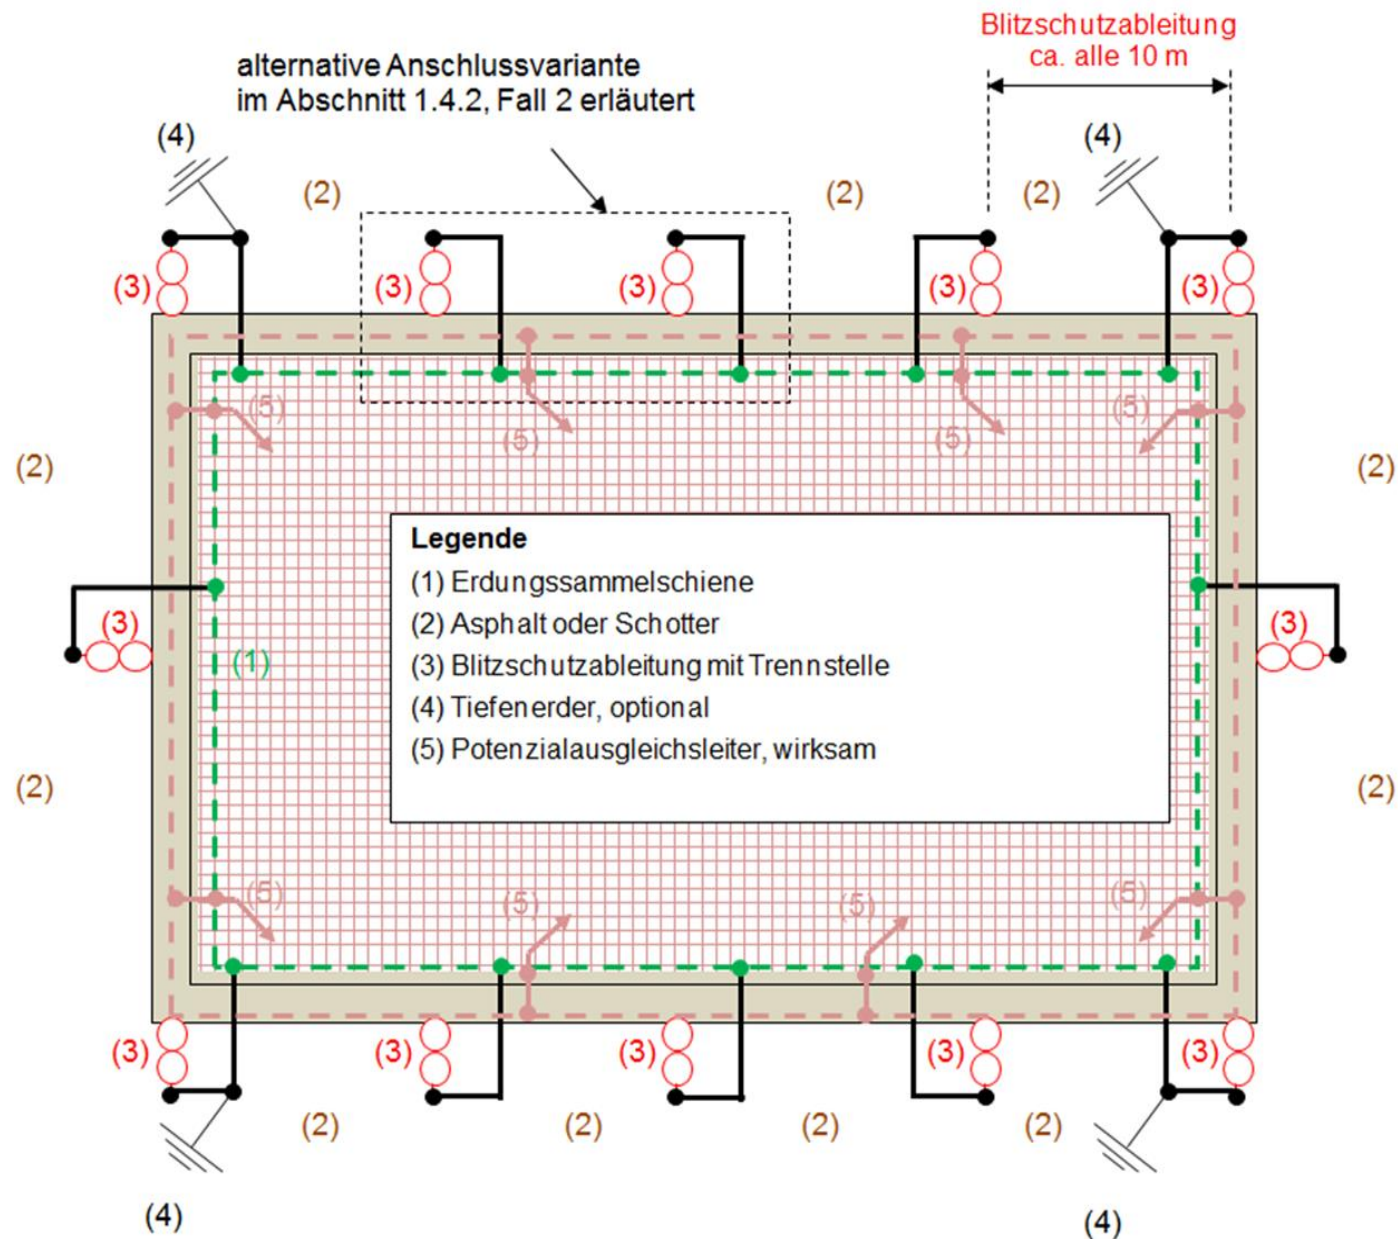 Blitzschutzableitung
ca. alle 10 m
alternative Anschlussvariante
im Abschnitt 1.4.2, Fall 2 erläutert
(4) (4)
(2) (2) (2)
(3) (3) (3) (3) (3)
(5) (5)
(5) (5)
(2) (2)
Legende
(1) Erdungssammelschiene
(2) Asphalt oder Schotter
(3) Blitzschutzableitung mit Trennstelle
(4) Tiefenerder, optional
(5) Potenzialausgleichsleiter, wirksam
(3) (3)
(1)
(2) (2)
(5) (5) (5) (5)
(3) (3) (3) (3) (3)
(2) (2) (2) (2)
(4) (4)